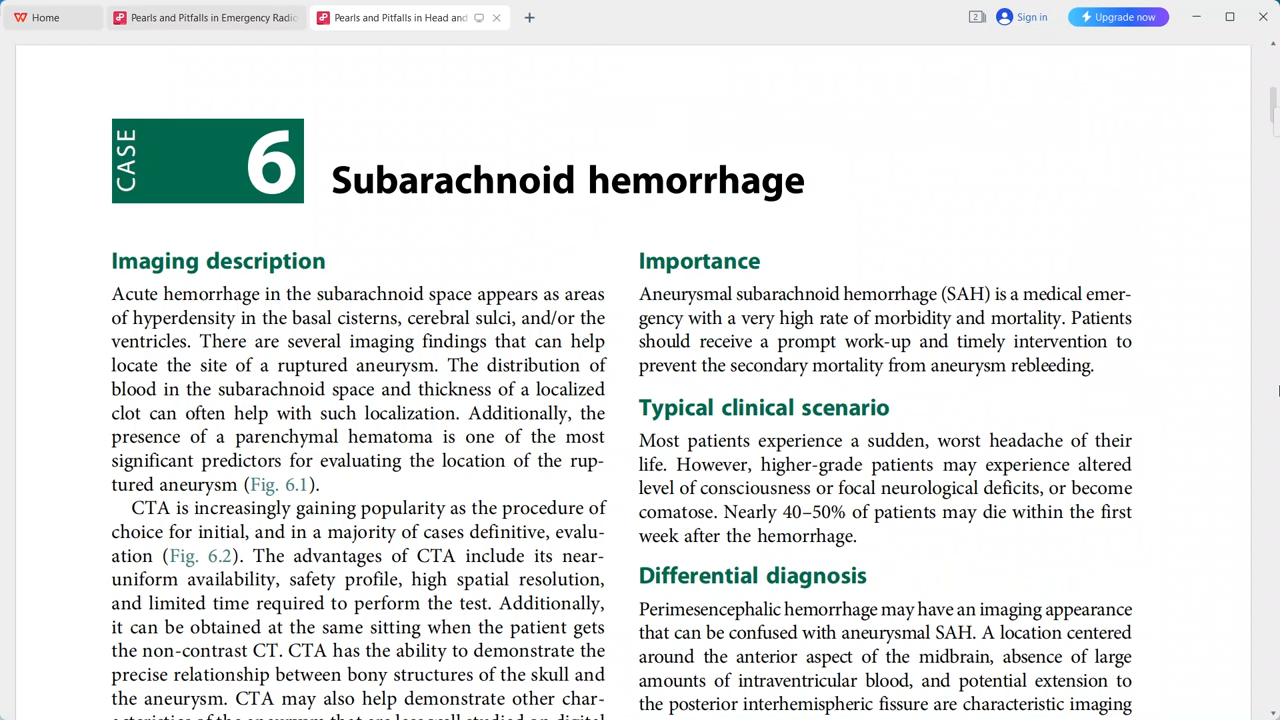 Home
Pearls and Pitfalls in Emergency Radio
Pearls and Pitfalls in Head and
2
Sign in
Upgrade now
CASE
6
Subarachnoid hemorrhage
Imaging description
Acute hemorrhage in the subarachnoid space appears as areas
of hyperdensity in the basal cisterns, cerebral sulci, and/or the
ventricles. There are several imaging findings that can help
locate the site of a ruptured aneurysm. The distribution of
blood in the subarachnoid space and thickness of a localized
clot can often help with such localization. Additionally, the
presence of a parenchymal hematoma is one of the most
significant predictors for evaluating the location of the rup-
tured aneurysm (Fig. 6.1).
CTA is increasingly gaining popularity as the procedure of
choice for initial, and in a majority of cases definitive, evalu-
ation (Fig. 6.2). The advantages of CTA include its near-
uniform availability, safety profile, high spatial resolution,
and limited time required to perform the test. Additionally,
it can be obtained at the same sitting when the patient gets
the non-contrast CT. CTA has the ability to demonstrate the
precise relationship between bony structures of the skull and
the aneurysm. CTA may also help demonstrate other char-
Importance
Aneurysmal subarachnoid hemorrhage (SAH) is a medical emer-
gency with a very high rate of morbidity and mortality. Patients
should receive a prompt work-up and timely intervention to
prevent the secondary mortality from aneurysm rebleeding.
Typical clinical scenario
Most patients experience a sudden, worst headache of their
life. However, higher-grade patients may experience altered
level of consciousness or focal neurological deficits, or become
comatose. Nearly 40–50% of patients may die within the first
week after the hemorrhage.
Differential diagnosis
Perimesencephalic hemorrhage may have an imaging appearance
that can be confused with aneurysmal SAH. A location centered
around the anterior aspect of the midbrain, absence of large
amounts of intraventricular blood, and potential extension to
the posterior interhemispheric fissure are characteristic imaging